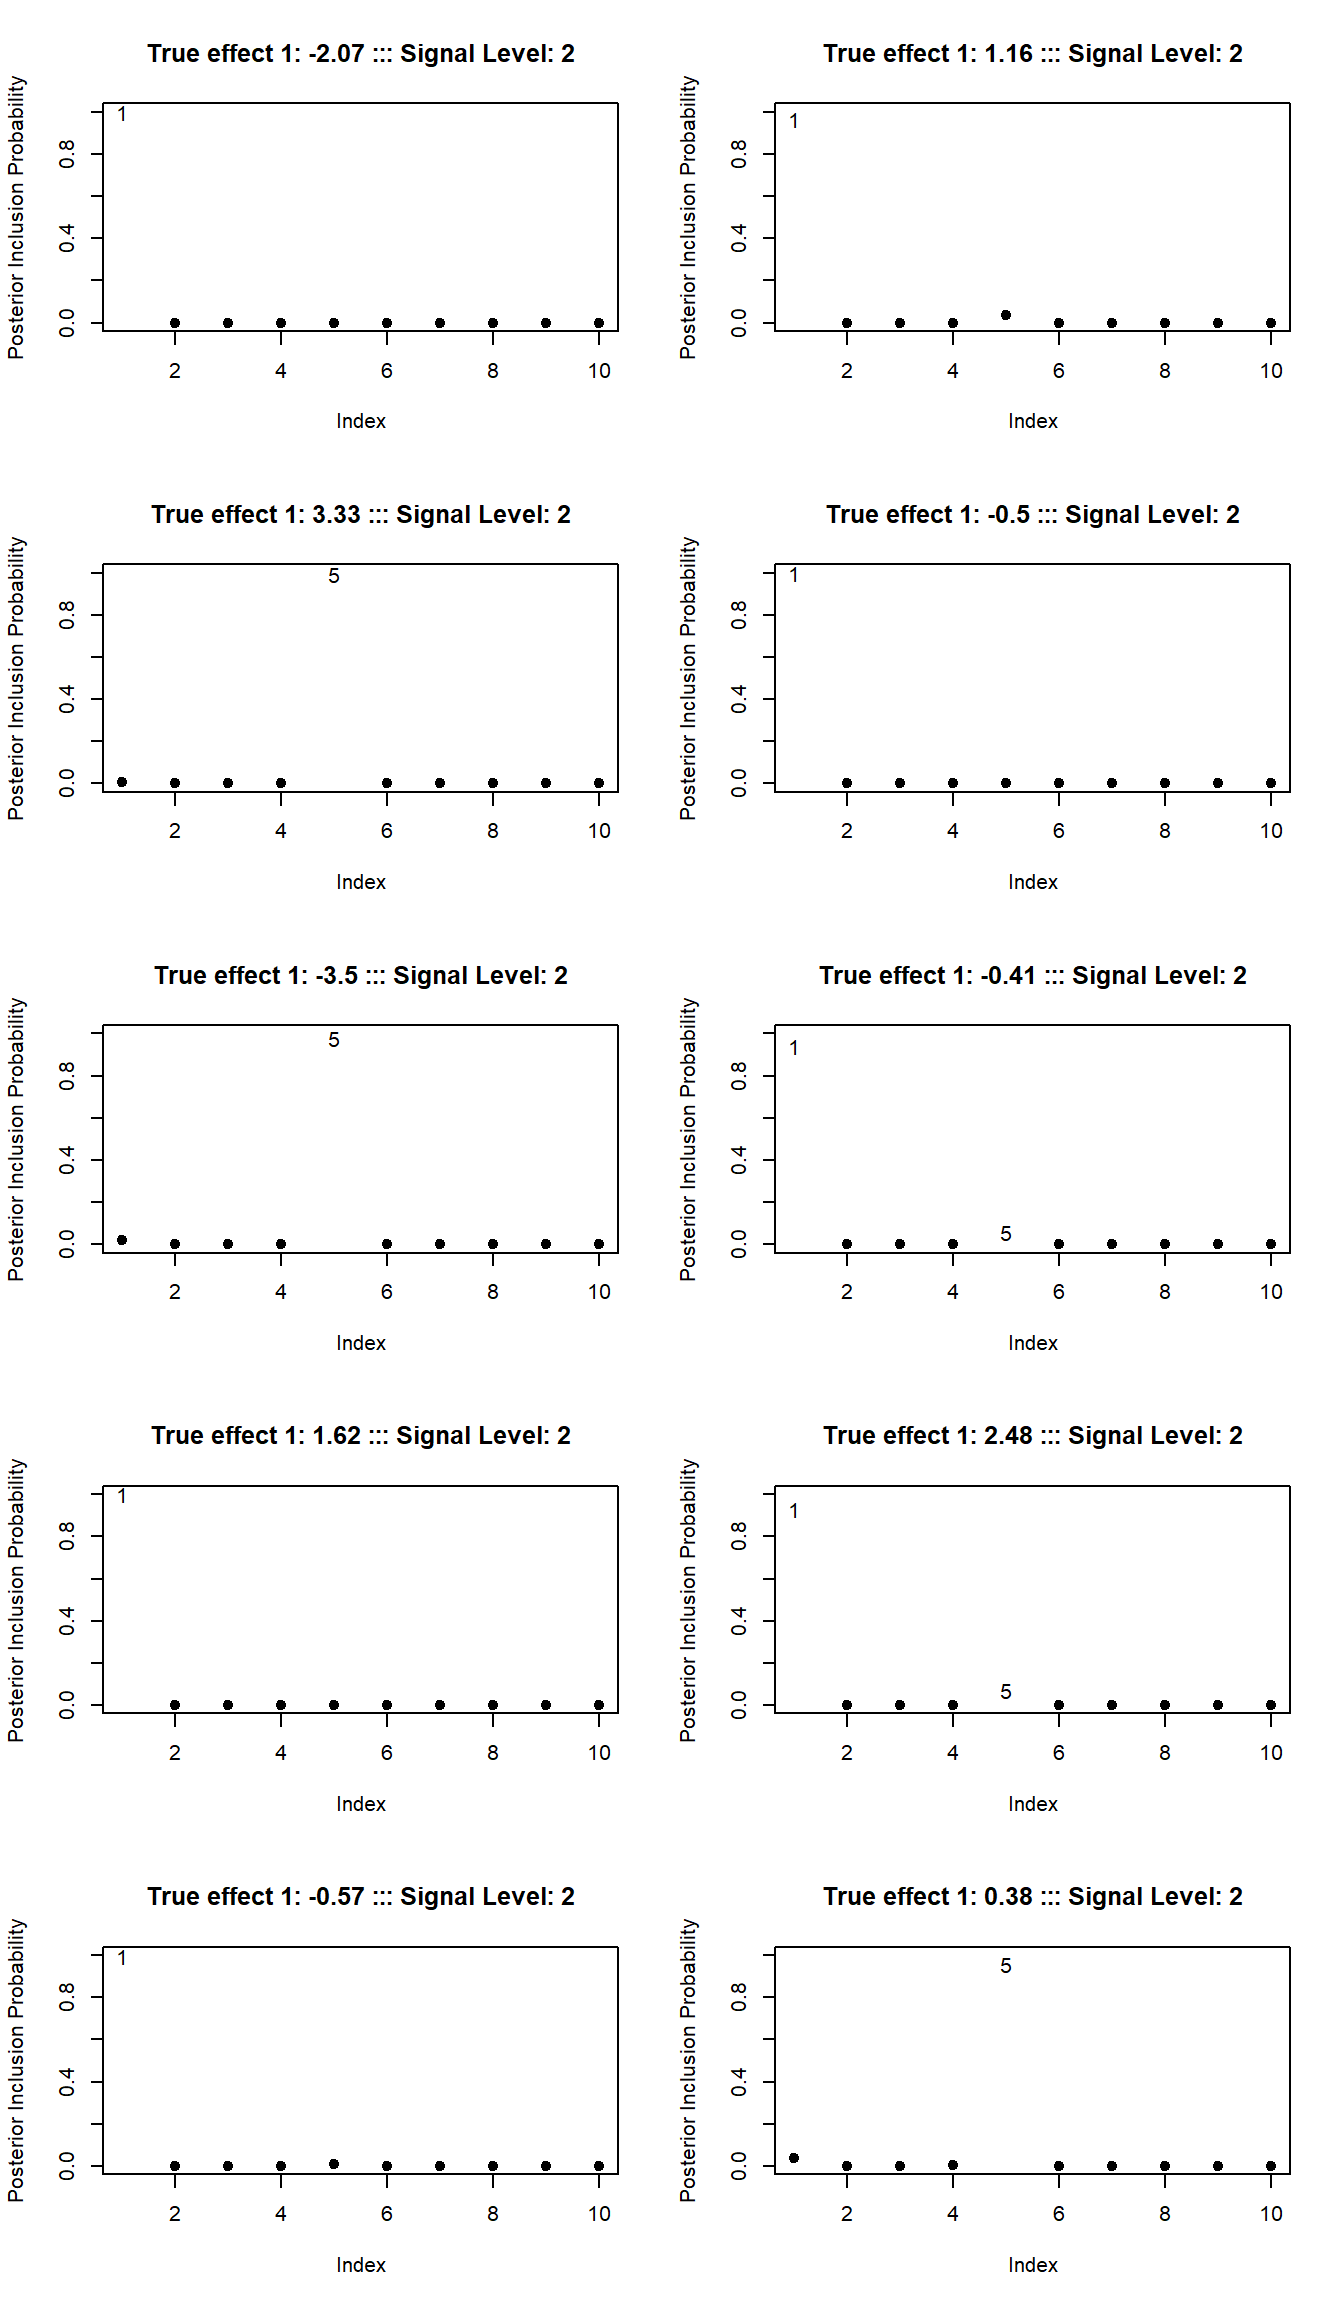 True effect 1: -2.07 ::: Signal Level: 2
Posterior Inclusion Probability
0.0 0.4 0.8
1
2 4 6 8 10
Index
True effect 1: 1.16 ::: Signal Level: 2
Posterior Inclusion Probability
0.0 0.4 0.8
1
2 4 6 8 10
Index
True effect 1: 3.33 ::: Signal Level: 2
Posterior Inclusion Probability
0.0 0.4 0.8
5
2 4 6 8 10
Index
True effect 1: -0.5 ::: Signal Level: 2
Posterior Inclusion Probability
0.0 0.4 0.8
1
2 4 6 8 10
Index
True effect 1: -3.5 ::: Signal Level: 2
Posterior Inclusion Probability
0.0 0.4 0.8
5
2 4 6 8 10
Index
True effect 1: -0.41 ::: Signal Level: 2
Posterior Inclusion Probability
0.0 0.4 0.8
1
5
2 4 6 8 10
Index
True effect 1: 1.62 ::: Signal Level: 2
Posterior Inclusion Probability
0.0 0.4 0.8
1
2 4 6 8 10
Index
True effect 1: 2.48 ::: Signal Level: 2
Posterior Inclusion Probability
0.0 0.4 0.8
1
5
2 4 6 8 10
Index
True effect 1: -0.57 ::: Signal Level: 2
Posterior Inclusion Probability
0.0 0.4 0.8
1
2 4 6 8 10
Index
True effect 1: 0.38 ::: Signal Level: 2
Posterior Inclusion Probability
0.0 0.4 0.8
5
2 4 6 8 10
Index